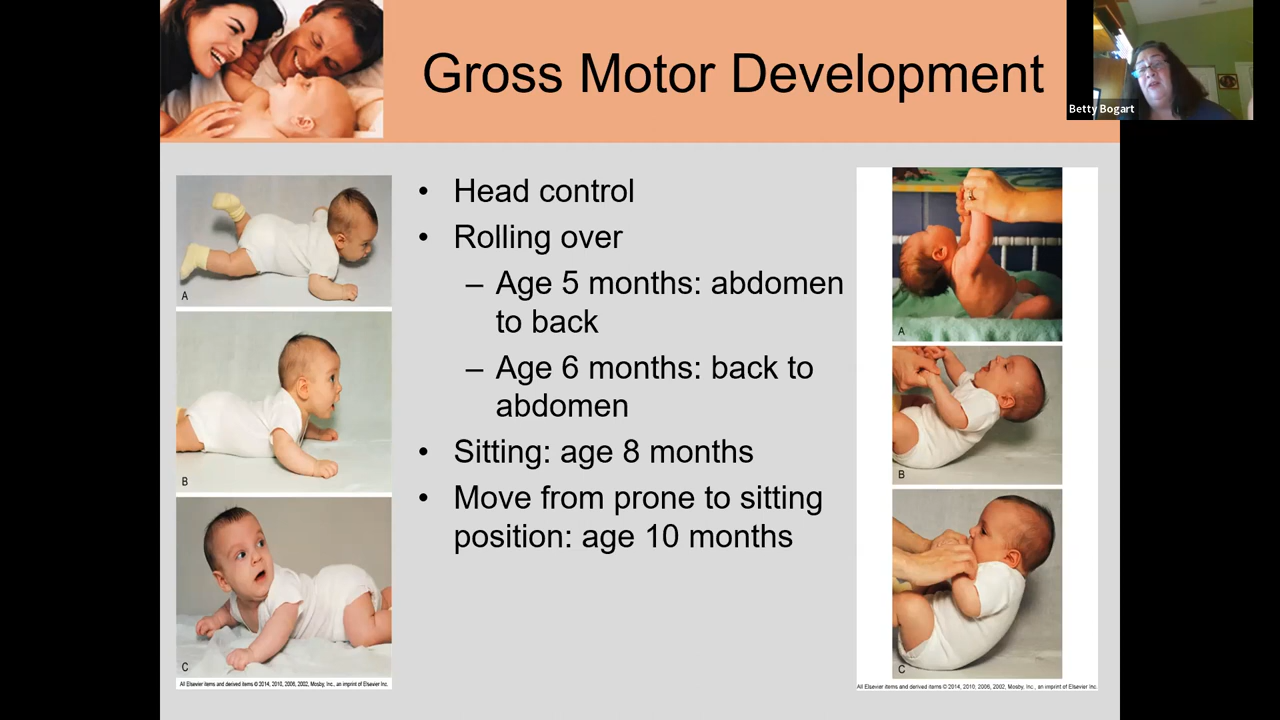 Gross Motor Development
Betty Bogart
• Head control
• Rolling over
– Age 5 months: abdomen
to back
– Age 6 months: back to
abdomen
• Sitting: age 8 months
• Move from prone to sitting
position: age 10 months
A
B
C
All Elsevier items and derived items © 2014, 2010, 2006, 2002, Mosby, Inc., an imprint of Elsevier Inc.
A
B
C
All Elsevier items and derived items © 2014, 2010, 2006, 2002, Mosby, Inc., an imprint of Elsevier Inc.